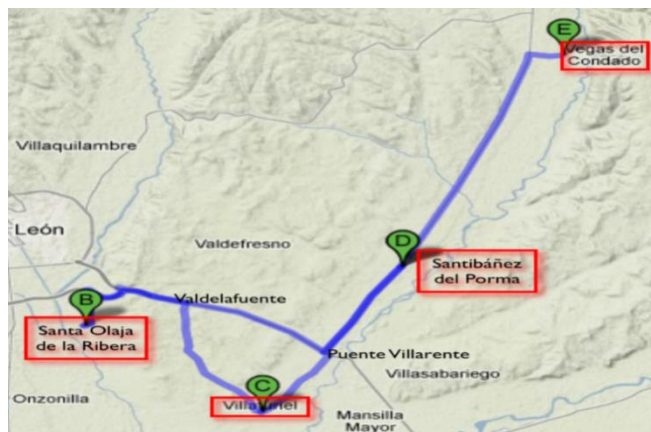 E
Vegas del
Condado
Villaquilambre
León
Valdefresno
D
Santibáñez
del Porma
B
Valdelafuente
Santa Olaja
de la Ribera
Puente Villarente
Villasabariego
C
Onzonilla
Mansilla
Mayor